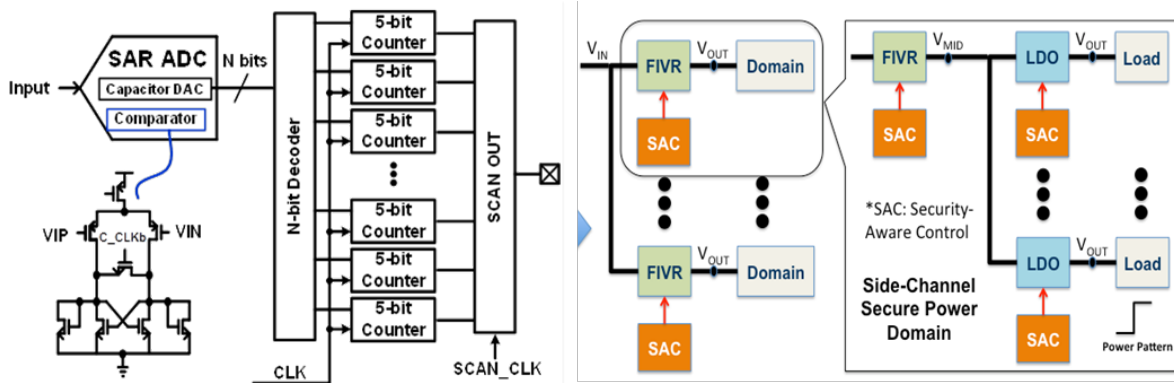 SAR ADC
Capacitor DAC
Comparator
Input
N bits
VIP
C_CLKb
VIN
N-bit Decoder
5-bit
Counter
5-bit
Counter
5-bit
Counter
5-bit
Counter
5-bit
Counter
5-bit
Counter
SCAN OUT
CLK
SCAN_CLK
VIN
FIVR
VOUT
Domain
SAC
FIVR
VOUT
Domain
SAC
FIVR
VMID
LDO
VOUT
Load
SAC
SAC
*SAC: Security-
Aware Control
Side-Channel
Secure Power
Domain
LDO
VOUT
Load
SAC
Power Pattern